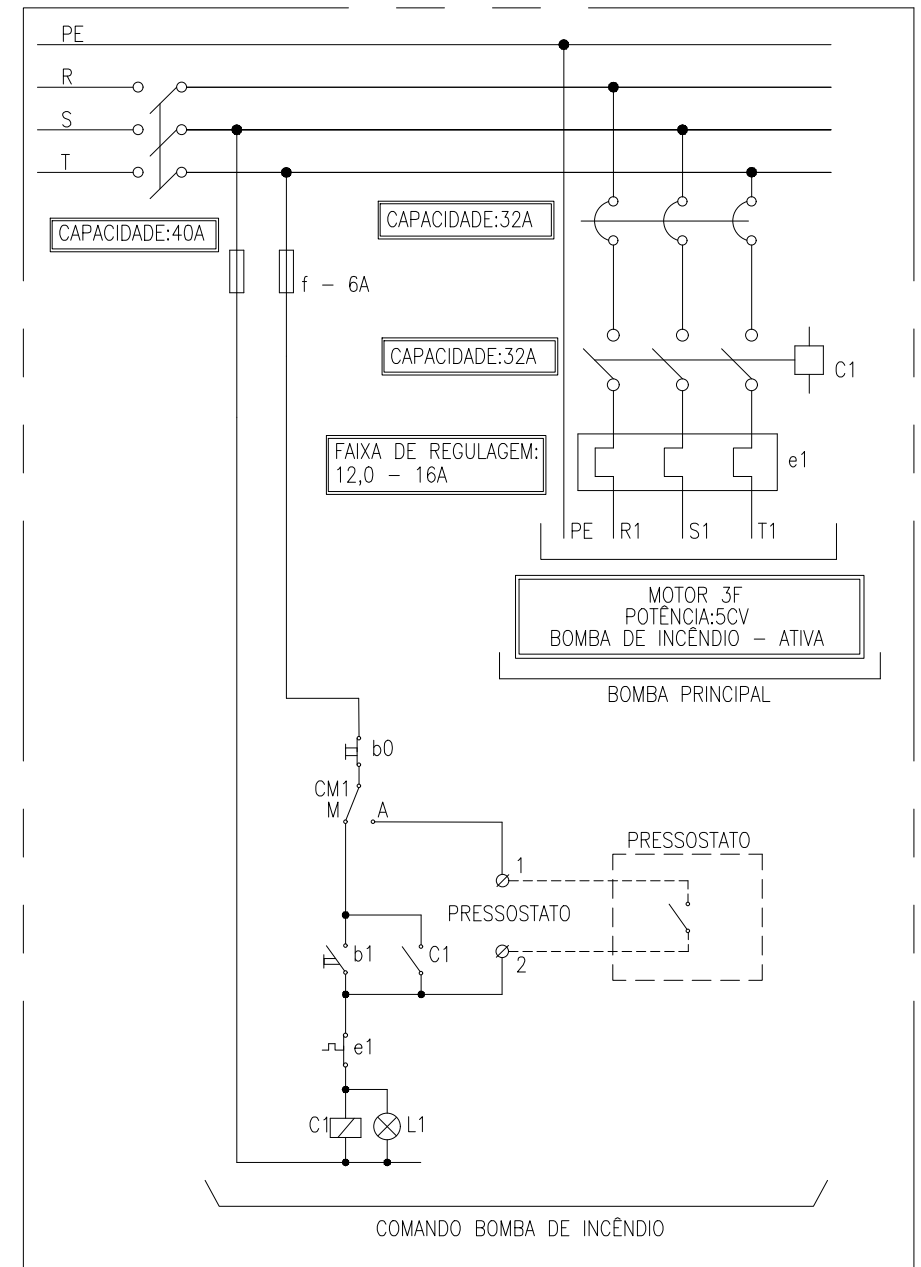 PE
R
S
T
CAPACIDADE:40A
CAPACIDADE:32A
f - 6A
CAPACIDADE:32A
C1
FAIXA DE REGULAGEM:
12,0 - 16A
e1
PE
R1
S1
T1
MOTOR 3F
POTÊNCIA:5CV
BOMBA DE INCÊNDIO - ATIVA
BOMBA PRINCIPAL
b0
CM1
M
A
PRESSOSTATO
1
PRESSOSTATO
b1
C1
2
e1
C1
L1
COMANDO BOMBA DE INCÊNDIO